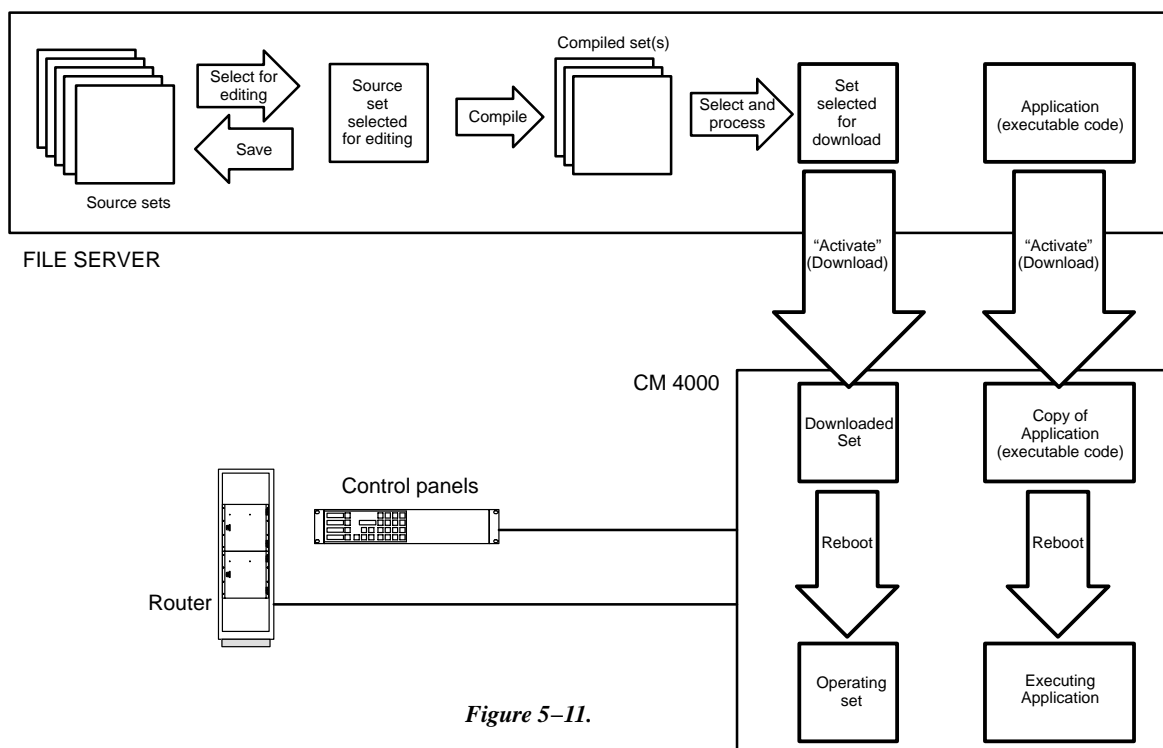 Compiled set(s)
Select for
editing
Save
Source sets
Source
set
selected
for editing
Compile
Select and
process
Set
selected
for
download
Application
(executable code)
FILE SERVER
“Activate”
(Download)
“Activate”
(Download)
CM 4000
Downloaded
Set
Copy of
Application
(executable code)
Control panels
Router
Reboot
Reboot
Operating
set
Executing
Application
Figure 5–11.